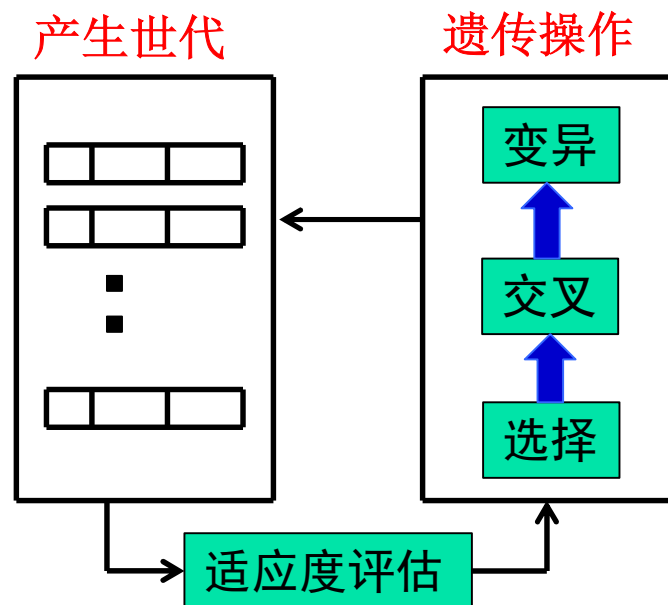 产生世代
遗传操作
变异
交叉
选择
适应度评估